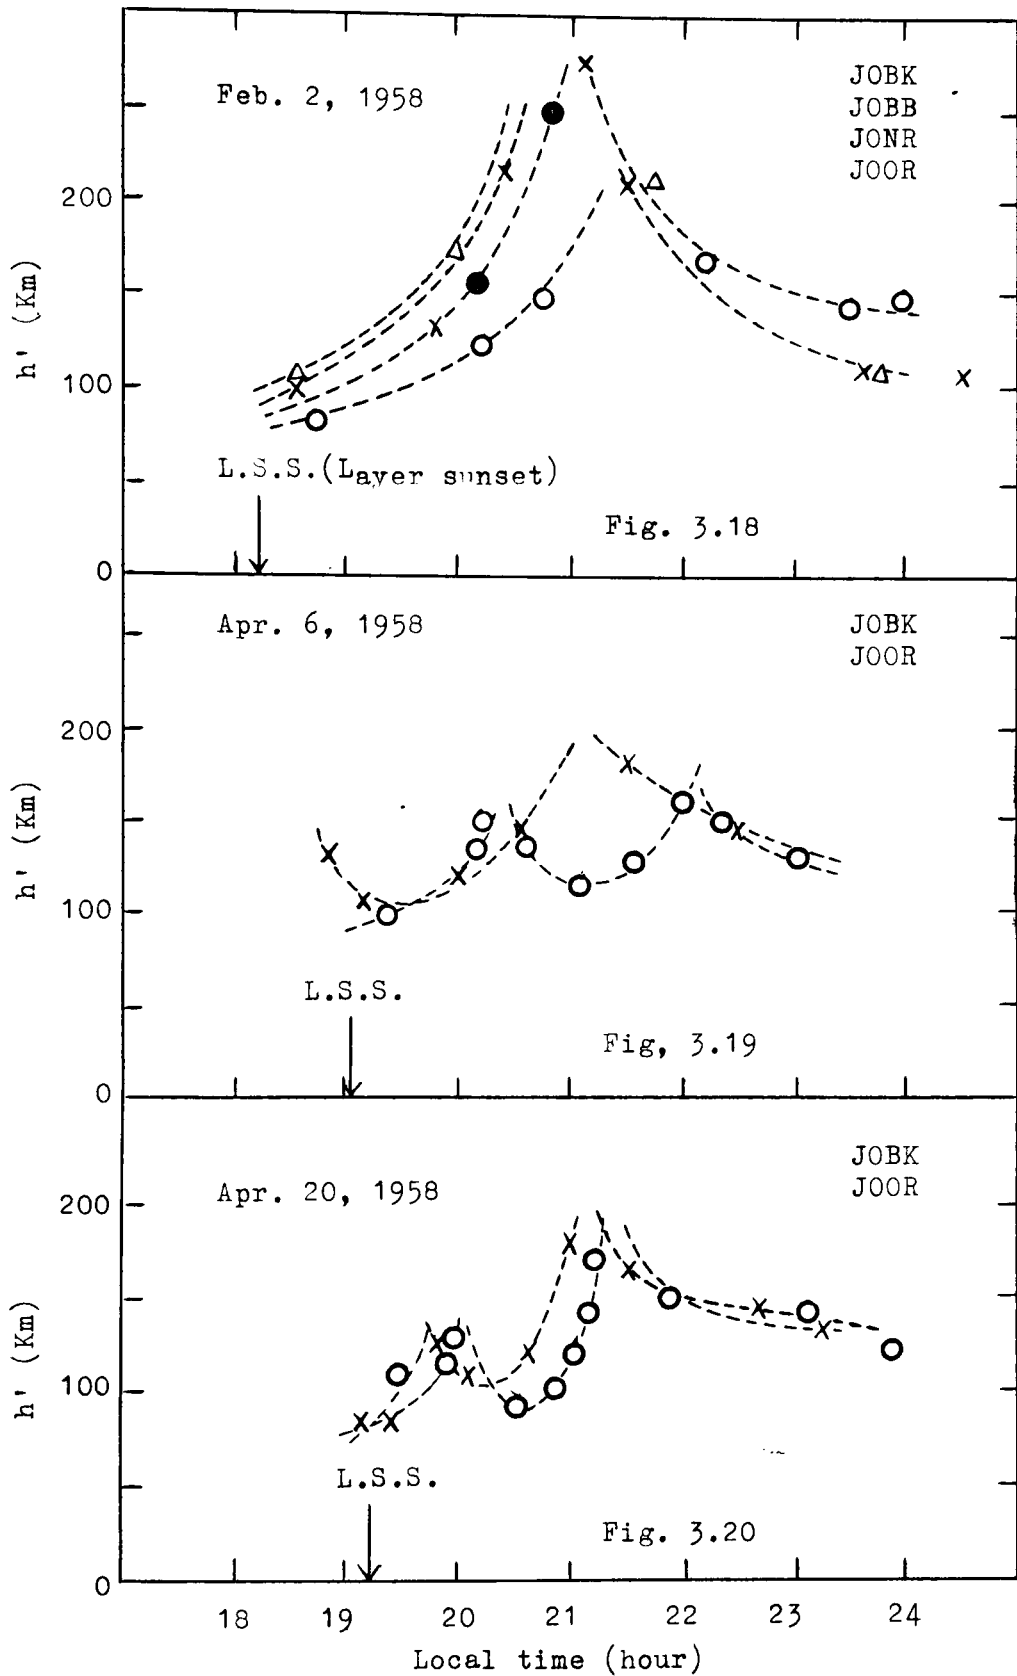 Feb. 2, 1958
JOBK
JOBB
JONR
JOOR
200
h' (Km)
100
L.S.S.(Layer sunset)
Fig. 3.18
0
Apr. 6, 1958
JOBK
JOOR
200
h' (Km)
100
L.S.S.
Fig, 3.19
0
JOBK
JOOR
Apr. 20, 1958
200
h' (Km)
100
L.S.S.
Fig. 3.20
0
18 19 20 21 22 23 24
Local time (hour)